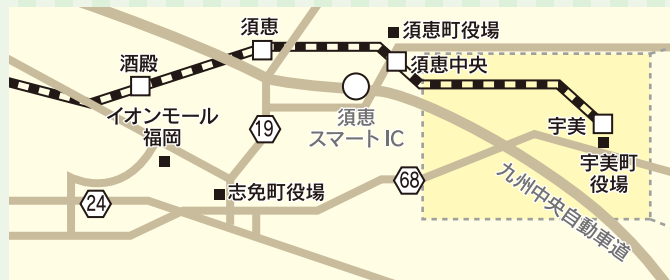 須恵
須恵町役場
酒殿
須恵中央
イオンモール
福岡
須恵
スマートIC
19
宇美
宇美町
役場
68
志免町役場
24
九州中央自動車道